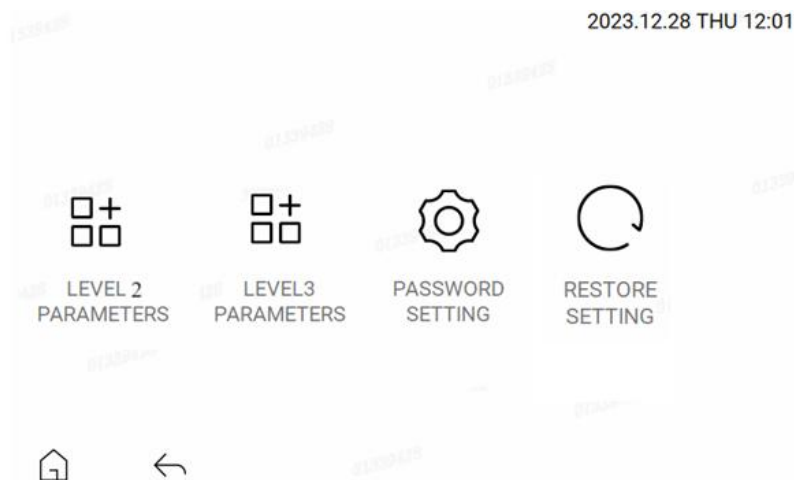 2023.12.28 THU 12:01
LEVEL 2
PARAMETERS
LEVEL3
PARAMETERS
PASSWORD
SETTING
RESTORE
SETTING